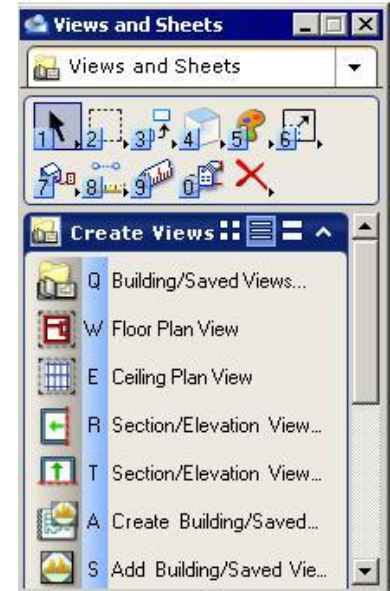 Views and Sheets
Views and Sheets
1 2 3 4 5 6
7 8 9 0
Create Views
Q Building/Saved Views...
W Floor Plan View
E Ceiling Plan View
R Section/Elevation View...
T Section/Elevation View...
A Create Building/Saved...
S Add Building/Saved Vie...